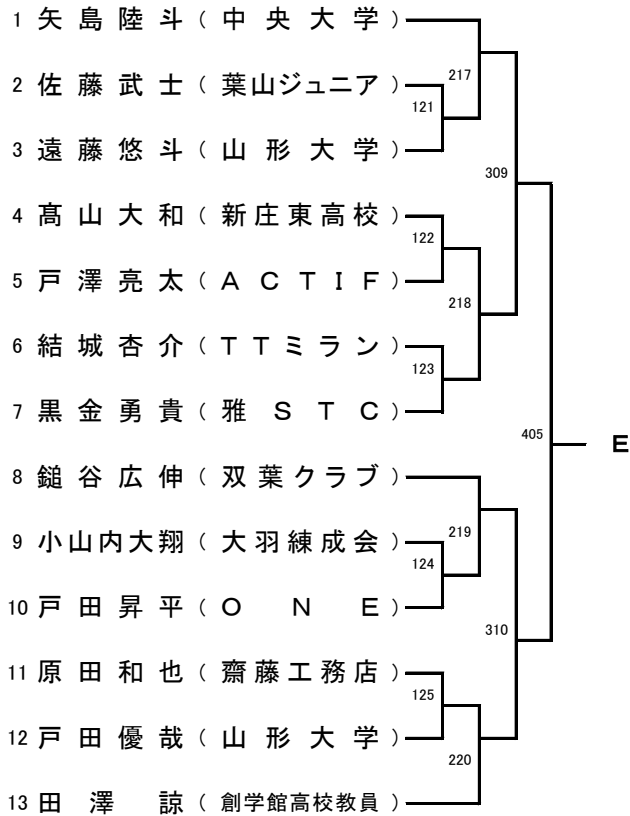 1 矢島陸斗(中央大学)
217
2 佐藤武士(葉山ジュニア)
121
3 遠藤悠斗(山形大学)
309
4 髙山大和(新庄東高校)
122
5 戸澤亮太(ACTIF)
218
6 結城杏介(TTミラン)
123
7 黒金勇貴(雅STC)
405 E
8 鎚谷広伸(双葉クラブ)
219
9 小山内大翔(大羽練成会)
124
10 戸田昇平(ONE)
310
11 原田和也(齋藤工務店)
125
12 戸田優哉(山形大学)
220
13 田澤諒(創学館高校教員)